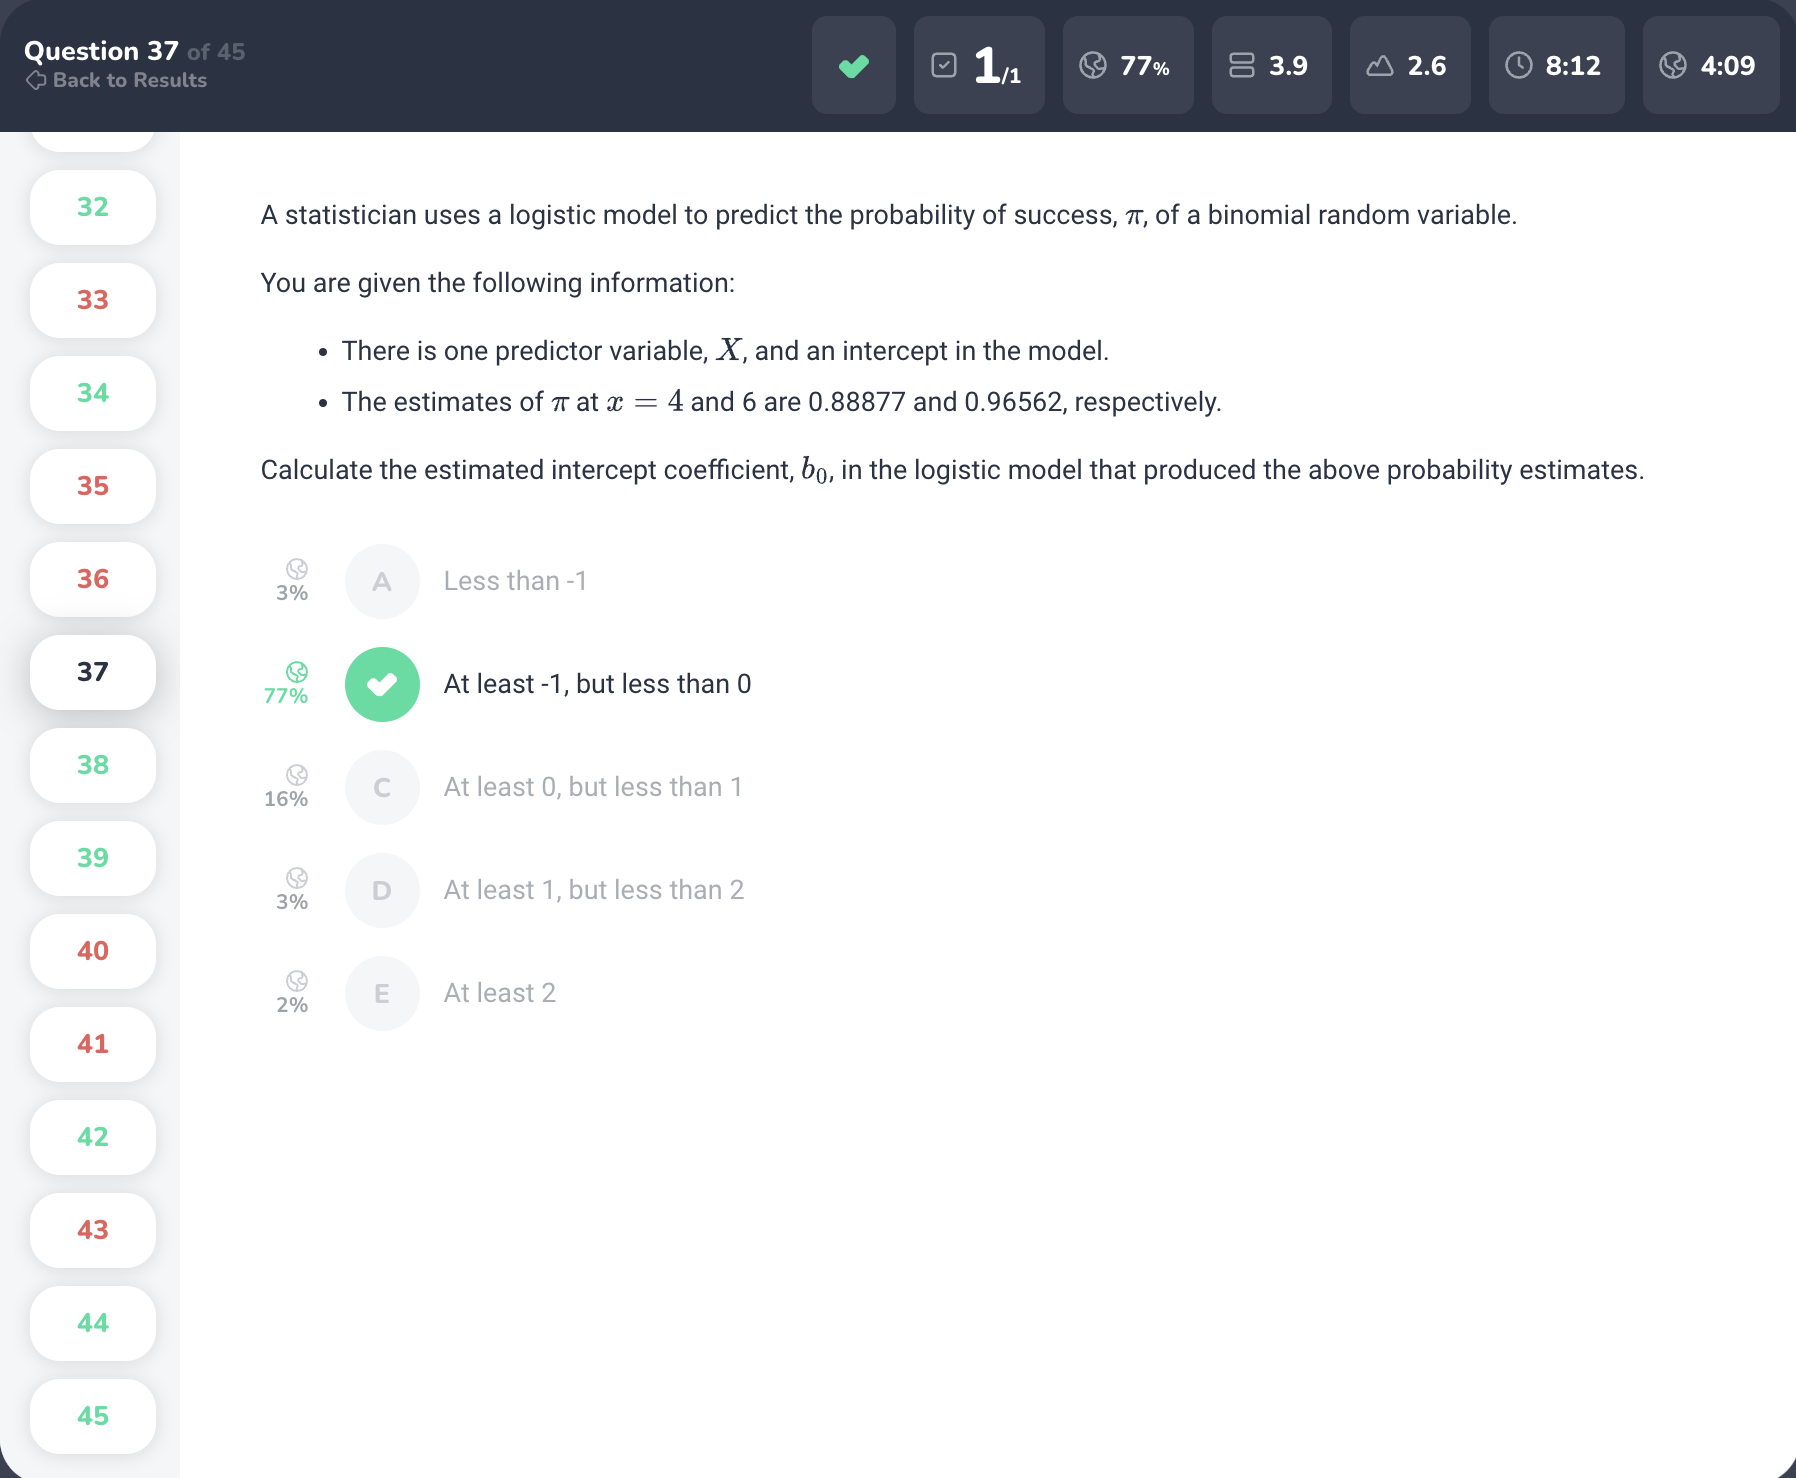 Question 37 of 45
Back to Results
1/1
77%
3.9
2.6
8:12
4:09
32
33
34
35
36
37
38
39
40
41
42
43
44
45
A statistician uses a logistic model to predict the probability of success, π, of a binomial random variable.
You are given the following information:
• There is one predictor variable, X, and an intercept in the model.
• The estimates of π at x = 4 and 6 are 0.88877 and 0.96562, respectively.
Calculate the estimated intercept coefficient, b₀, in the logistic model that produced the above probability estimates.
3% A Less than -1
77% At least -1, but less than 0
16% C At least 0, but less than 1
3% D At least 1, but less than 2
2% E At least 2